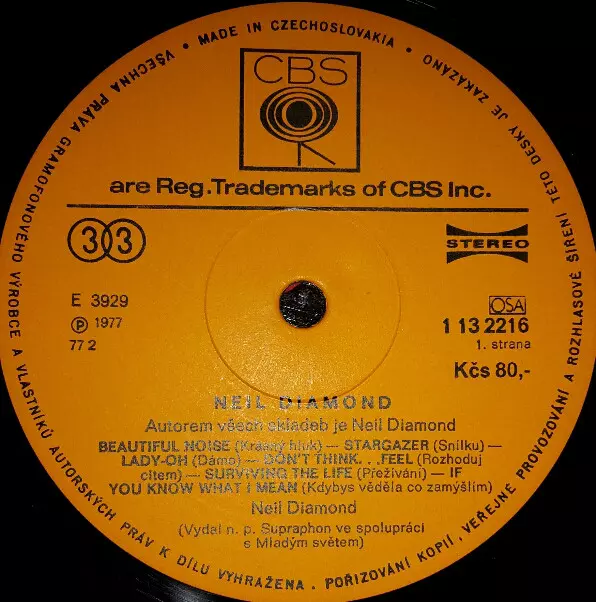 VŠECHNA PRÁVA GRAMOFONOVÉHO VÝROBCE A VLASTNÍKŮ AUTORSKÝCH PRÁV K DÍLU VYHRAŽENA . POŘIZOVÁNÍ KOPIÍ, VEŘEJNÉ PROVOZOVÁNÍ A ROZHLASOVÉ ŠÍŘENÍ TÉTO DESKY JE ZAKÁZÁNO • MADE IN CZECHOSLOVAKIA •
CBS
are Reg.Trademarks of CBS Inc.
33
STEREO
E 3929
OSA
℗ 1977
1 13 2216
77 2
1. strana
Kčs 80,-
NEIL DIAMOND
Autorem všech skladeb je Neil Diamond
BEAUTIFUL NOISE (Krásný hluk) — STARGAZER (Snílku) —
LADY-OH (Dámo) — DON'T THINK. . .FEEL (Rozhoduj
citem) — SURVIVING THE LIFE (Přežívání) — IF
YOU KNOW WHAT I MEAN (Kdybys věděla co zamýšlím)
Neil Diamond
(Vydal n. p. Supraphon ve spolupráci
s Mladým světem)